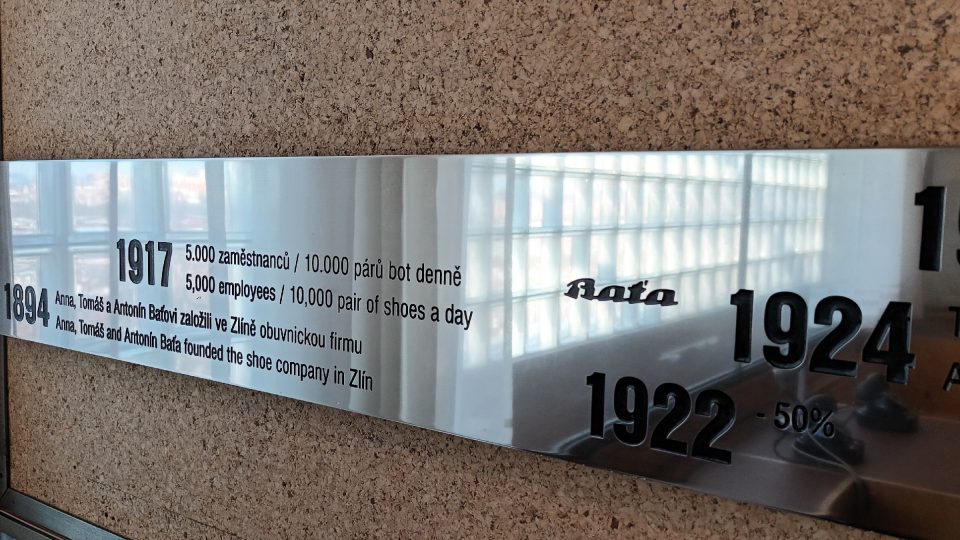 1917 5.000 zaměstnanců / 10.000 párů bot denně
5,000 employees / 10,000 pair of shoes a day
1894 Anna, Tomáš a Antonín Baťovi založili ve Zlíně obuvnickou firmu
Anna, Tomáš and Antonín Baťa founded the shoe company in Zlín
Baťa
1924
1922 - 50%